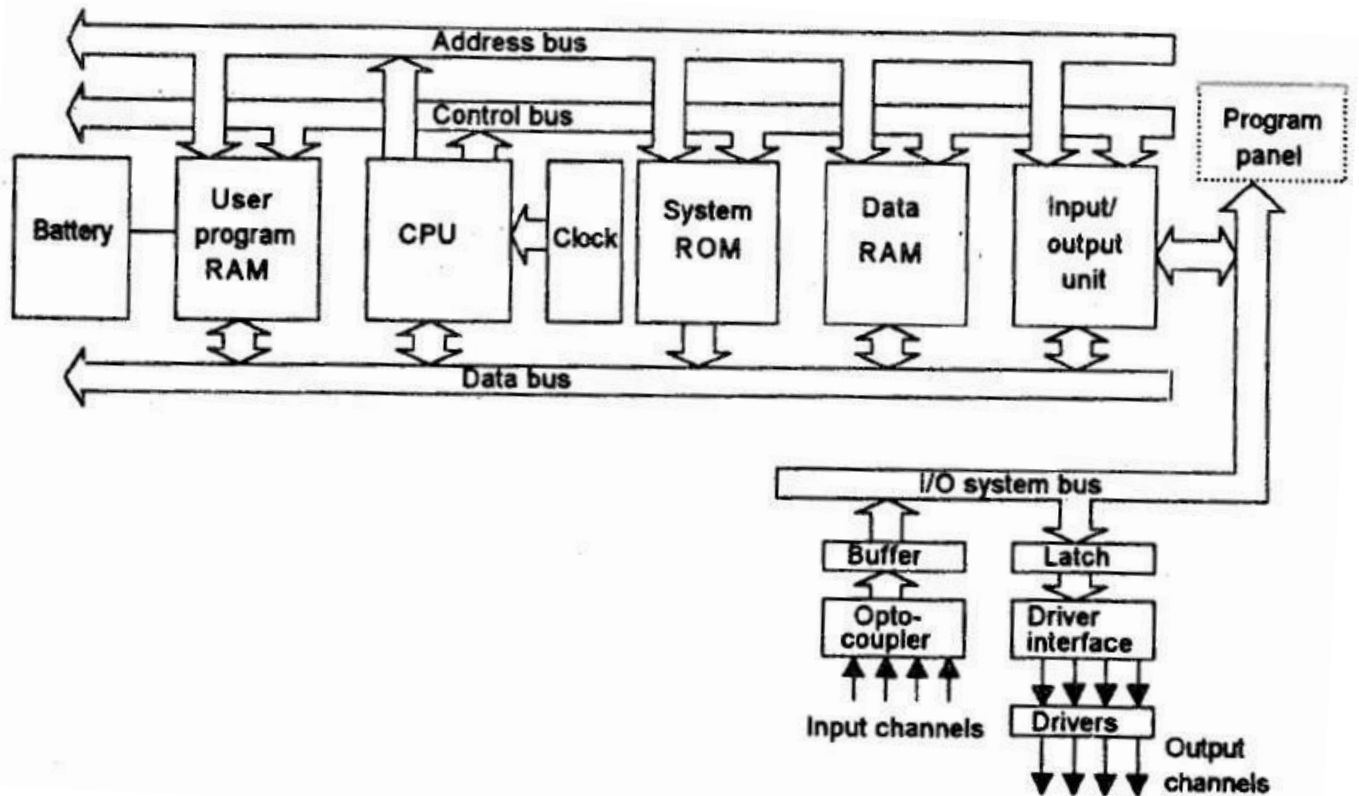 Address bus
Control bus
Program
panel
Battery
User
program
RAM
CPU
Clock
System
ROM
Data
RAM
Input/
output
unit
Data bus
I/O system bus
Buffer
Latch
Opto-
coupler
Driver
interface
Input channels
Drivers
Output
channels